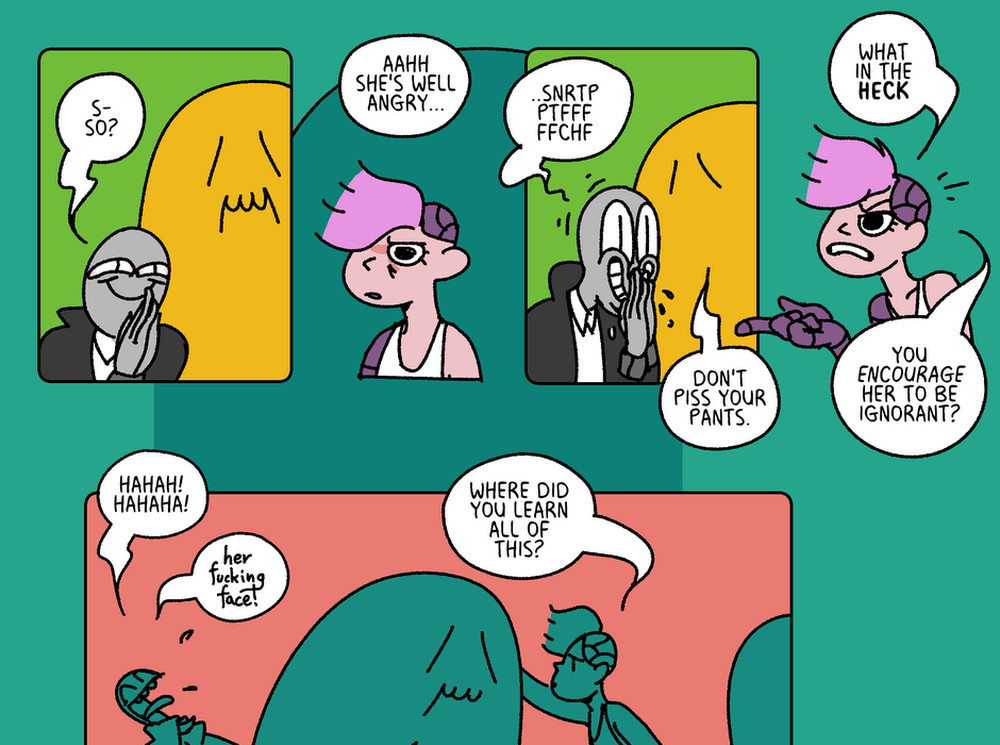 S-
SO?
AAHH
SHE'S WELL
ANGRY...
..SNRTP
PTFFF
FFCHF
DON'T
PISS YOUR
PANTS.
WHAT
IN THE
HECK
YOU
ENCOURAGE
HER TO BE
IGNORANT?
HAHAH!
HAHAHA!
her
fucking
face!
WHERE DID
YOU LEARN
ALL OF
THIS?